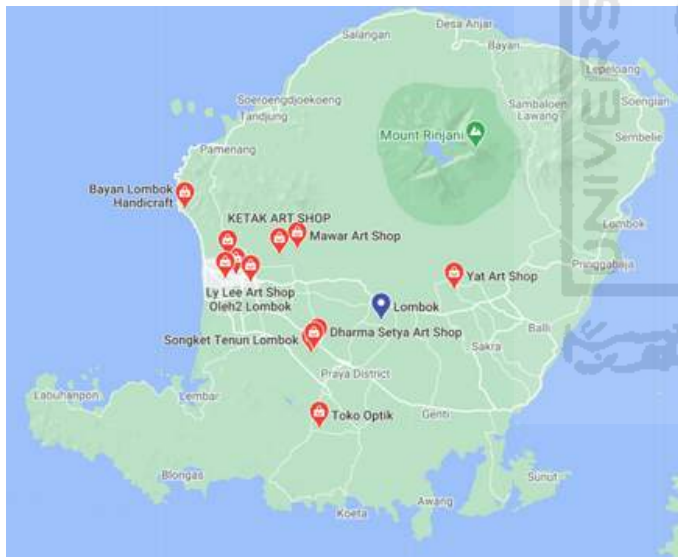 Desa Anjar
Salangan
Bayan
Lepeloang
Soeroengdjoekoeng
Tandjung
Sambaloen
Lawang
Soengian
Mount Rinjani
Sembelie
Pamenang
Bayan Lombok
Handicraft
KETAK ART SHOP
Mawar Art Shop
Lombok
Pringgabaja
Yat Art Shop
Ly Lee Art Shop
Oleh2 Lombok
Lombok
Songket Tenun Lombok
Dharma Setya Art Shop
Balli
Sakra
Praya District
Labuhanpon
Lembar
Toko Optik
Genti
Blongas
Sunut
Awang
Koeta
UNIVERS